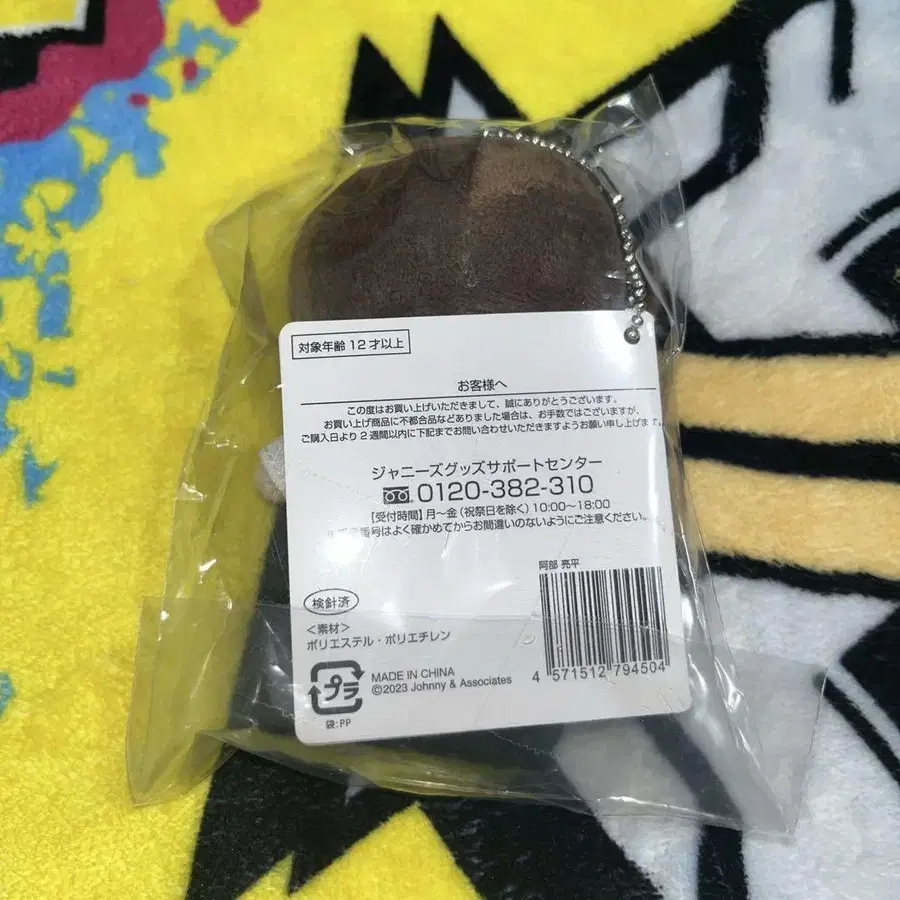 対象年齢 12 才以上
お客様へ
この度はお買い上げいただきまして、誠にありがとうございます。
お買い上げ商品に不都合品などありました場合は、お手数ではございますが、
ご購入日より 2 週間以内に下記までお問い合わせいただきますようお願い申し上げます。
ジャニーズグッズサポートセンター
0120-382-310
【受付時間】月〜金（祝祭日を除く）10:00〜18:00
番号はよく確かめてからお間違いのないようにご注意ください。
阿部 亮平
検針済
＜素材＞
ポリエステル・ポリエチレン
プラ
MADE IN CHINA
©2023 Johnny & Associates
袋:PP
4 571512 794504